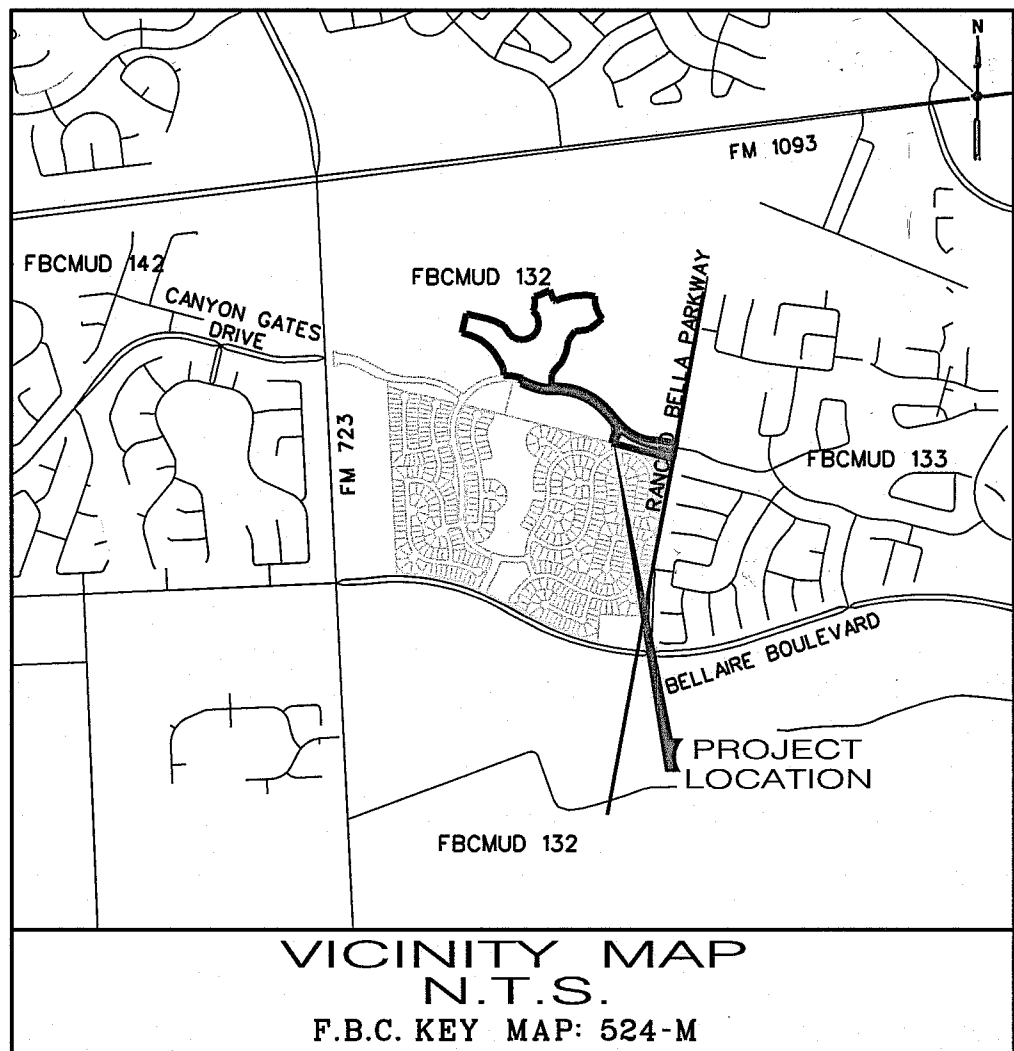 N
FM 1093
FBCMUD 142
FBCMUD 132
CANYON GATES
DRIVE
BELLA PARKWAY
FM 723
FBCMUD 133
BELLAIRE BOULEVARD
PROJECT
LOCATION
FBCMUD 132
VICINITY MAP
N.T.S.
F.B.C. KEY MAP: 524-M